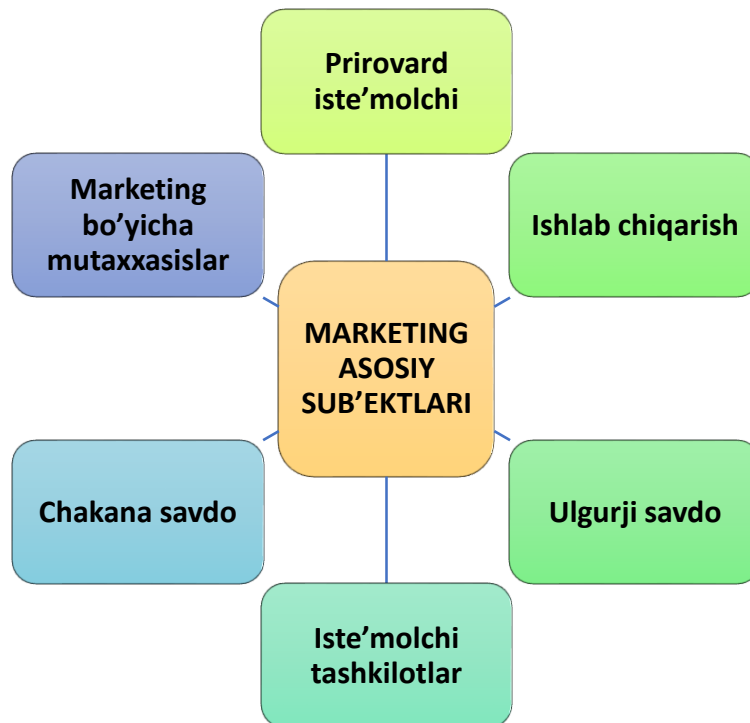 Prirovard
iste’molchi
Marketing
bo’yicha
mutaxxasislar
Ishlab chiqarish
MARKETING
ASOSIY
SUB’EKTLARI
Chakana savdo
Ulgurji savdo
Iste’molchi
tashkilotlar